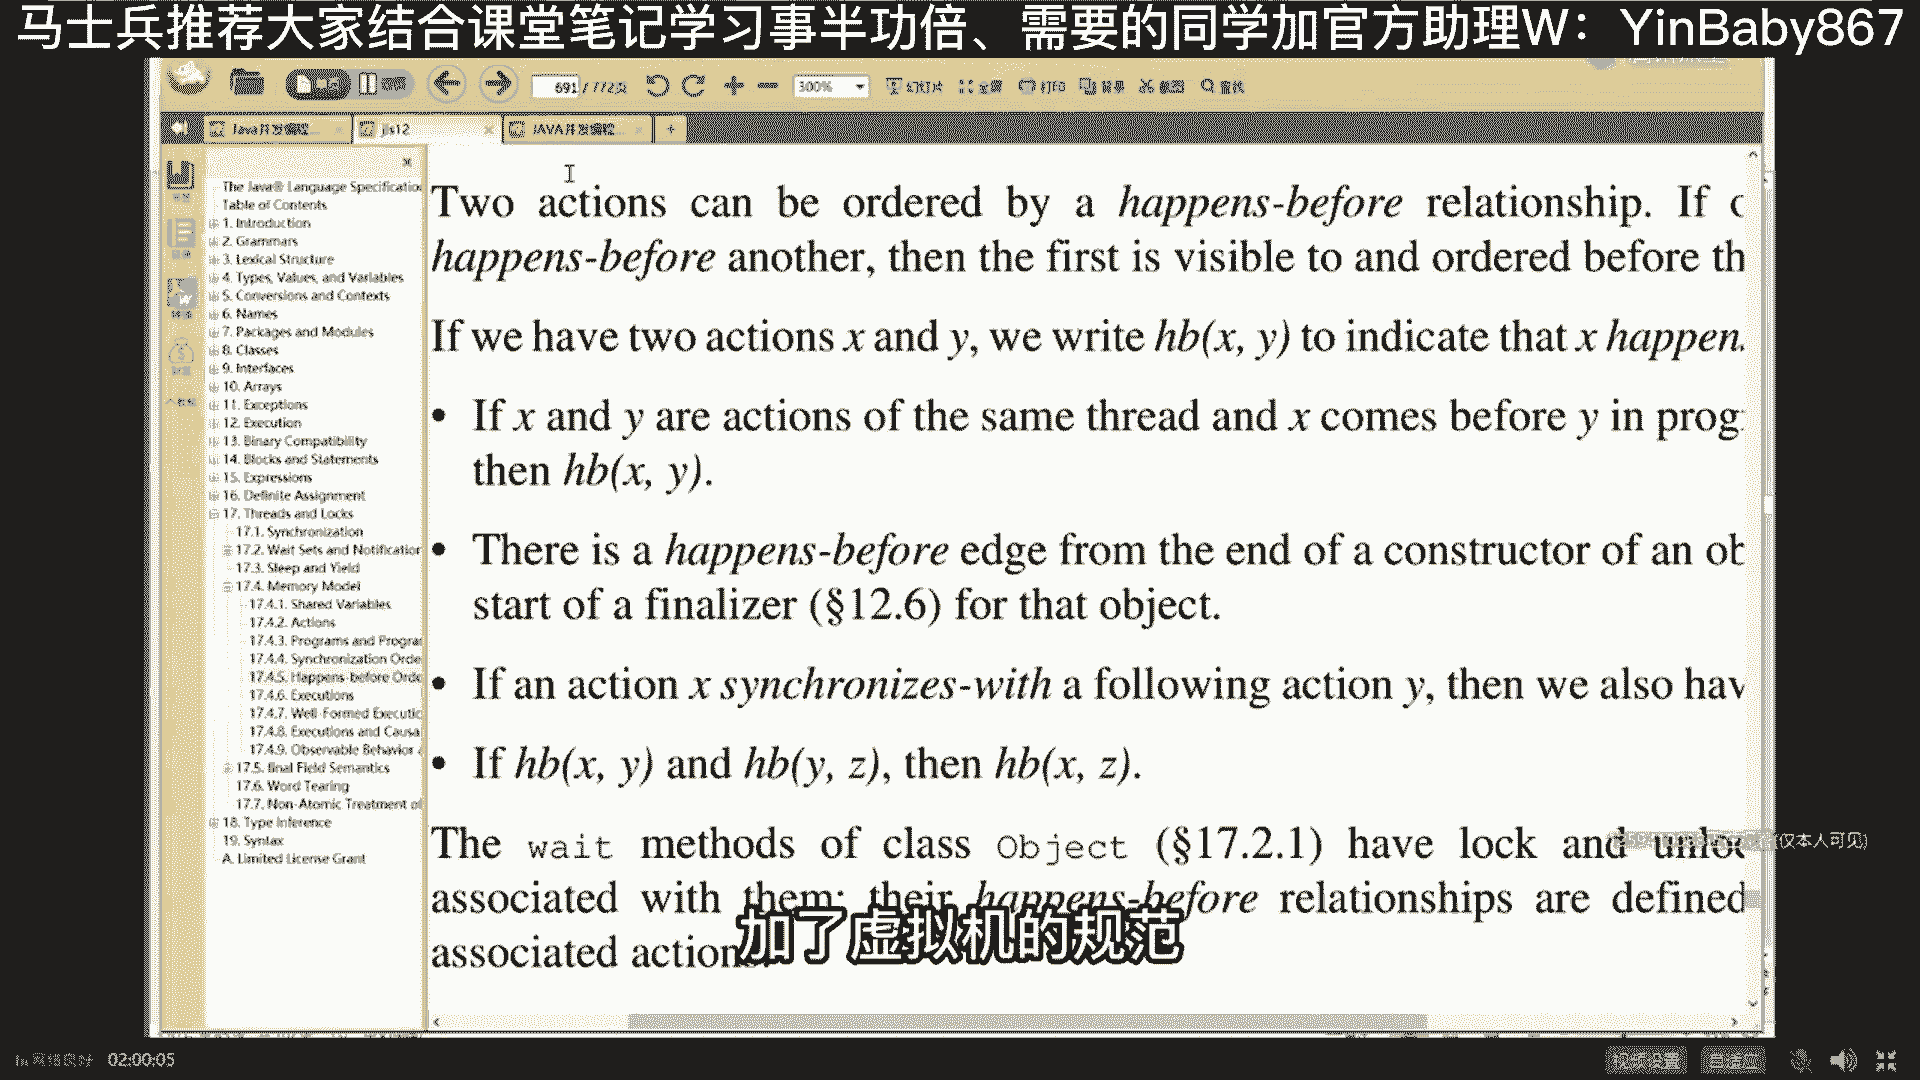 马士兵推荐大家结合课堂笔记学习事半功倍、需要的同学加官方助理W：YinBaby867
691 / 772页
300%
Java并发编程...
jls12
JAVA并发编程...
The Java® Language Specification
Table of Contents
1. Introduction
2. Grammars
3. Lexical Structure
4. Types, Values, and Variables
5. Conversions and Contexts
6. Names
7. Packages and Modules
8. Classes
9. Interfaces
10. Arrays
11. Exceptions
12. Execution
13. Binary Compatibility
14. Blocks and Statements
15. Expressions
16. Definite Assignment
17. Threads and Locks
17.1. Synchronization
17.2. Wait Sets and Notification
17.3. Sleep and Yield
17.4. Memory Model
17.4.1. Shared Variables
17.4.2. Actions
17.4.3. Programs and Progra
17.4.4. Synchronization Orde
17.4.5. Happens-before Orde
17.4.6. Executions
17.4.7. Well-Formed Executic
17.4.8. Executions and Causa
17.4.9. Observable Behavior
17.5. final Field Semantics
17.6. Word Tearing
17.7. Non-Atomic Treatment of
18. Type Inference
19. Syntax
A. Limited License Grant
Two actions can be ordered by a happens-before relationship. If
happens-before another, then the first is visible to and ordered before th
If we have two actions x and y, we write hb(x, y) to indicate that x happen
• If x and y are actions of the same thread and x comes before y in prog
then hb(x, y).
• There is a happens-before edge from the end of a constructor of an ob
start of a finalizer (§12.6) for that object.
• If an action x synchronizes-with a following action y, then we also hav
• If hb(x, y) and hb(y, z), then hb(x, z).
The wait methods of class Object (§17.2.1) have lock and unloc
associated with them; their happens-before relationships are defined
associated actions.
(仅本人可见)
加了虚拟机的规范
02:00:05
视频设置
自适应